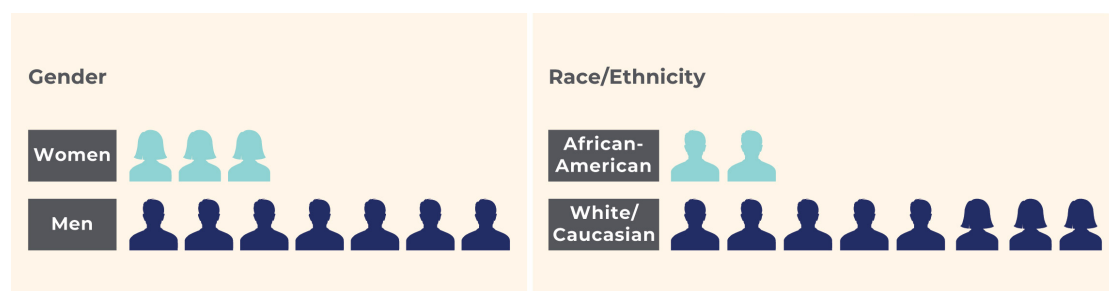 Gender
Women
Men
Race/Ethnicity
African-
American
White/
Caucasian